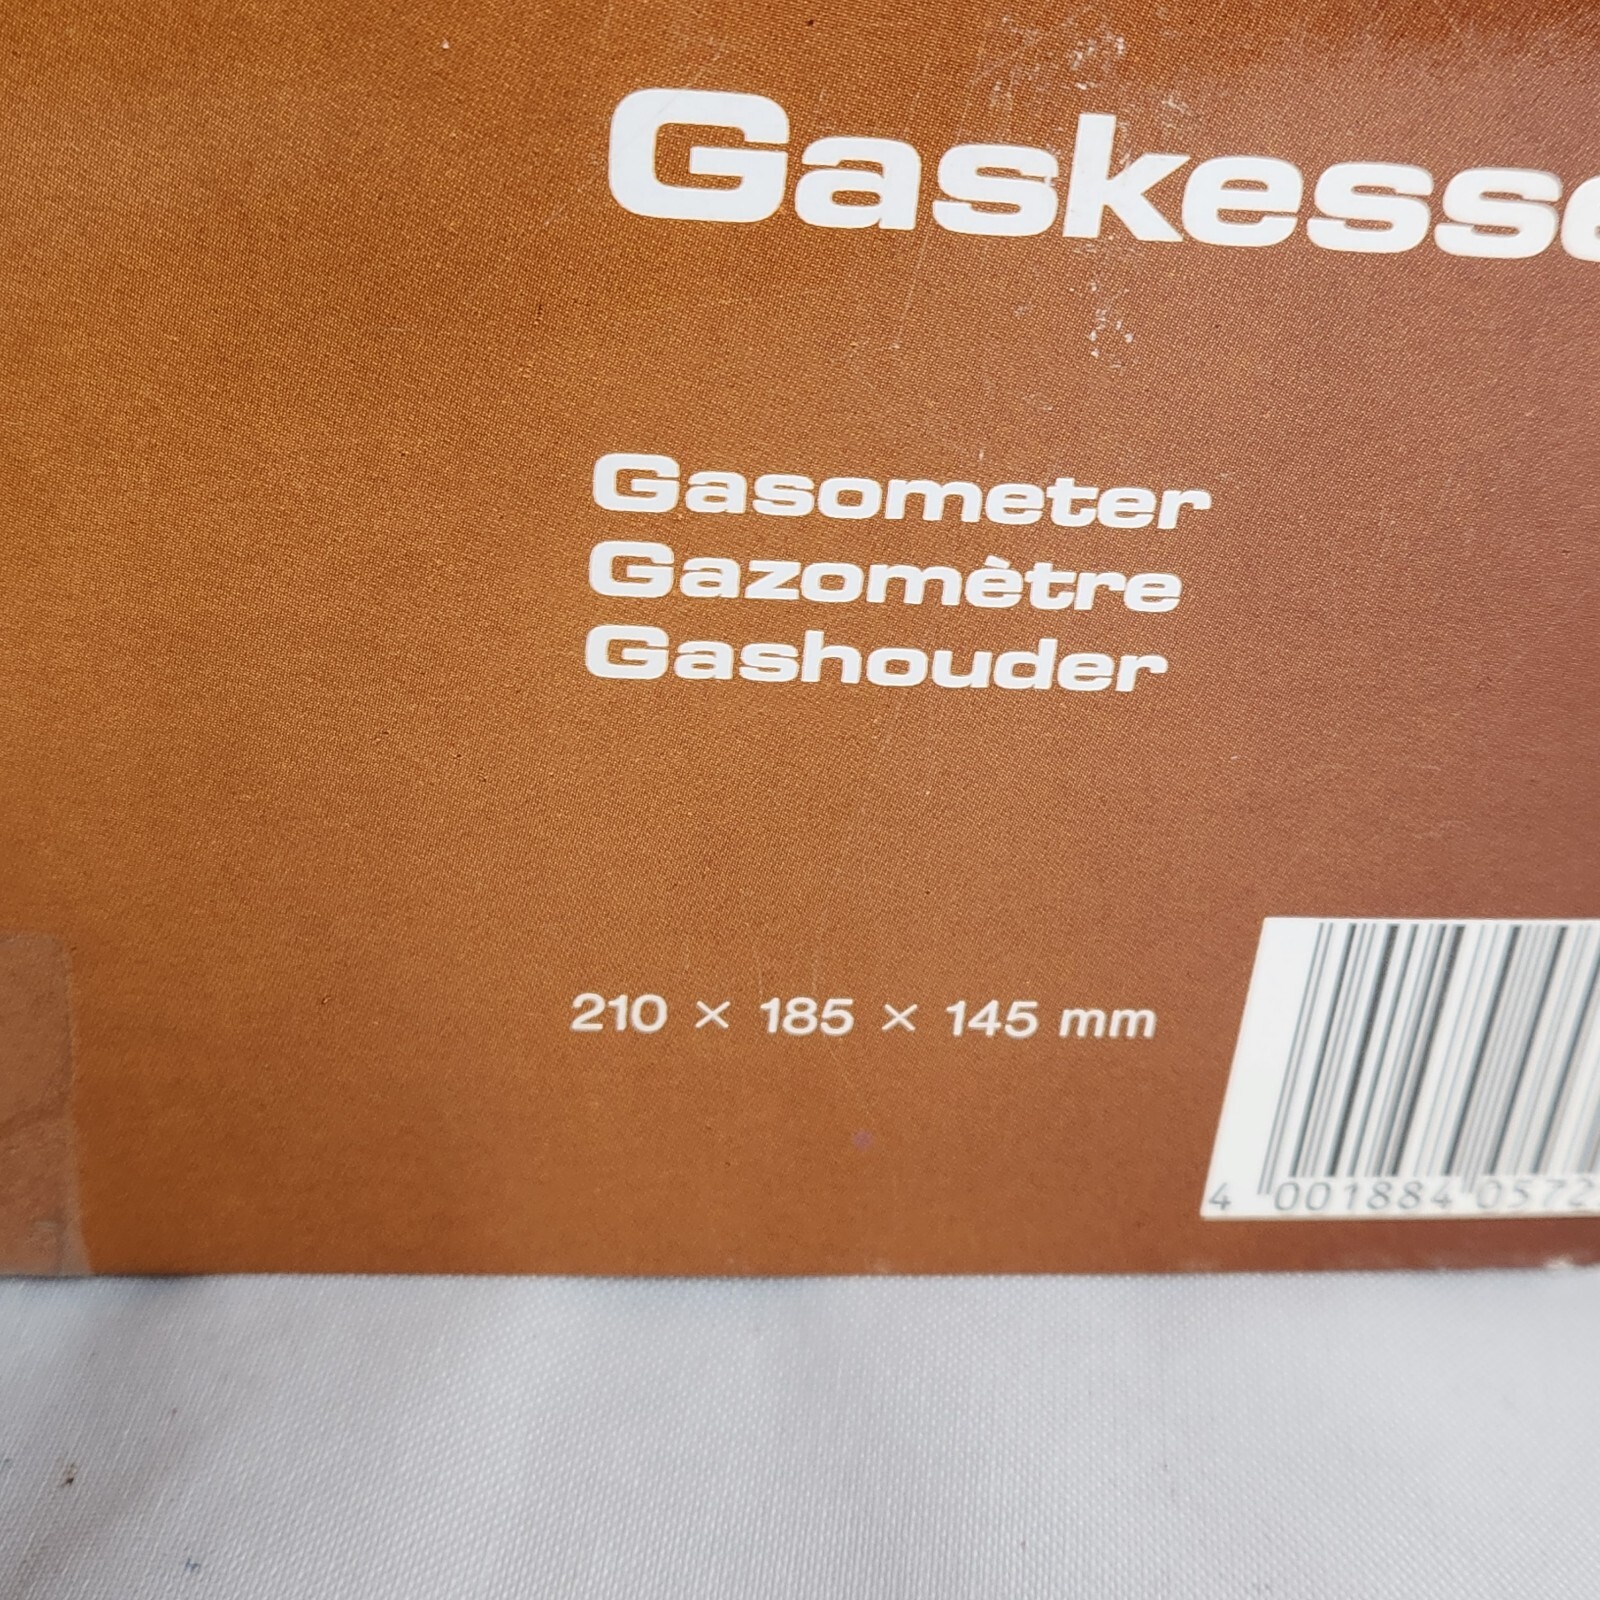 Gaskesse
Gasometer
Gazomètre
Gashouder
210 × 185 × 145 mm
4 001884 0572